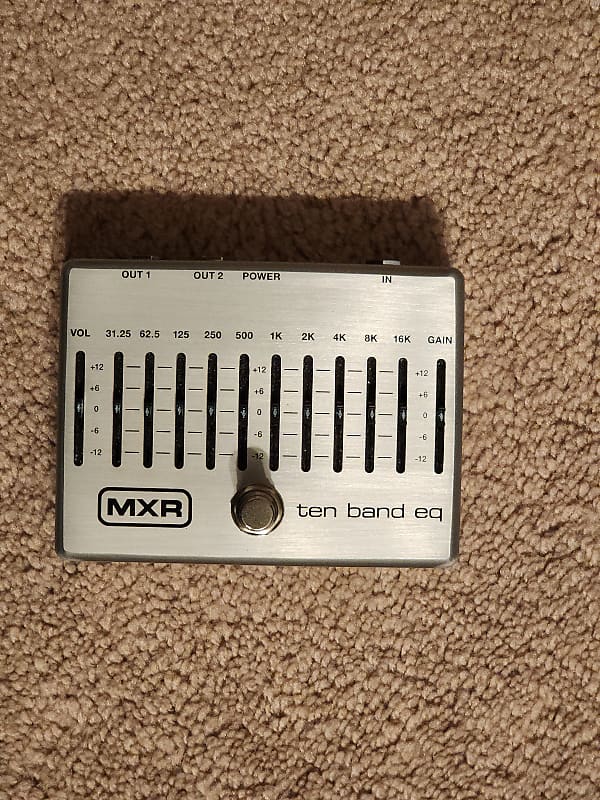 OUT 1 OUT 2 POWER IN
VOL 31.25 62.5 125 250 500 1K 2K 4K 8K 16K GAIN
+12 +12 +12
+6 +6 +6
0 0 0
-6 -6 -6
-12 -12 -12
MXR ten band eq